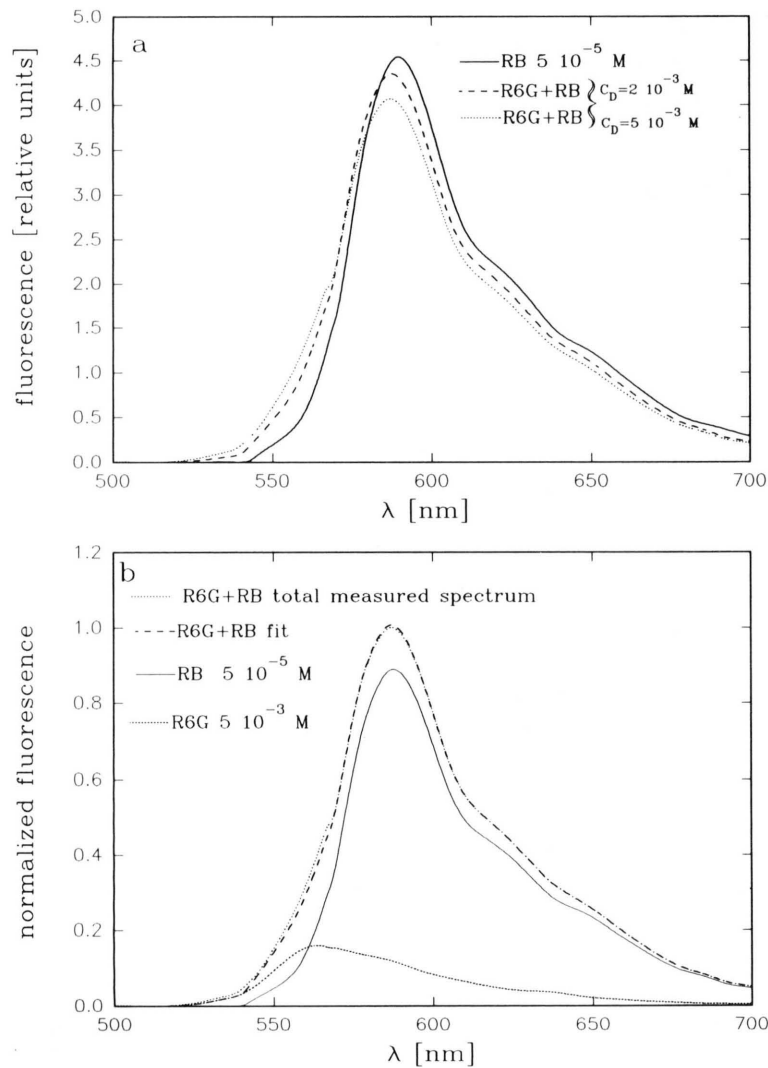 a
5.0
4.5
4.0
3.5
3.0
2.5
2.0
1.5
1.0
0.5
0.0
fluorescence [relative units]
RB 5 10⁻⁵ M
R6G+RB } C_D=2 10⁻³ M
R6G+RB } C_D=5 10⁻³ M
500 550 600 650 700
λ [nm]
b
1.2
1.0
0.8
0.6
0.4
0.2
0.0
normalized fluorescence
R6G+RB total measured spectrum
R6G+RB fit
RB 5 10⁻⁵ M
R6G 5 10⁻³ M
500 550 600 650 700
λ [nm]